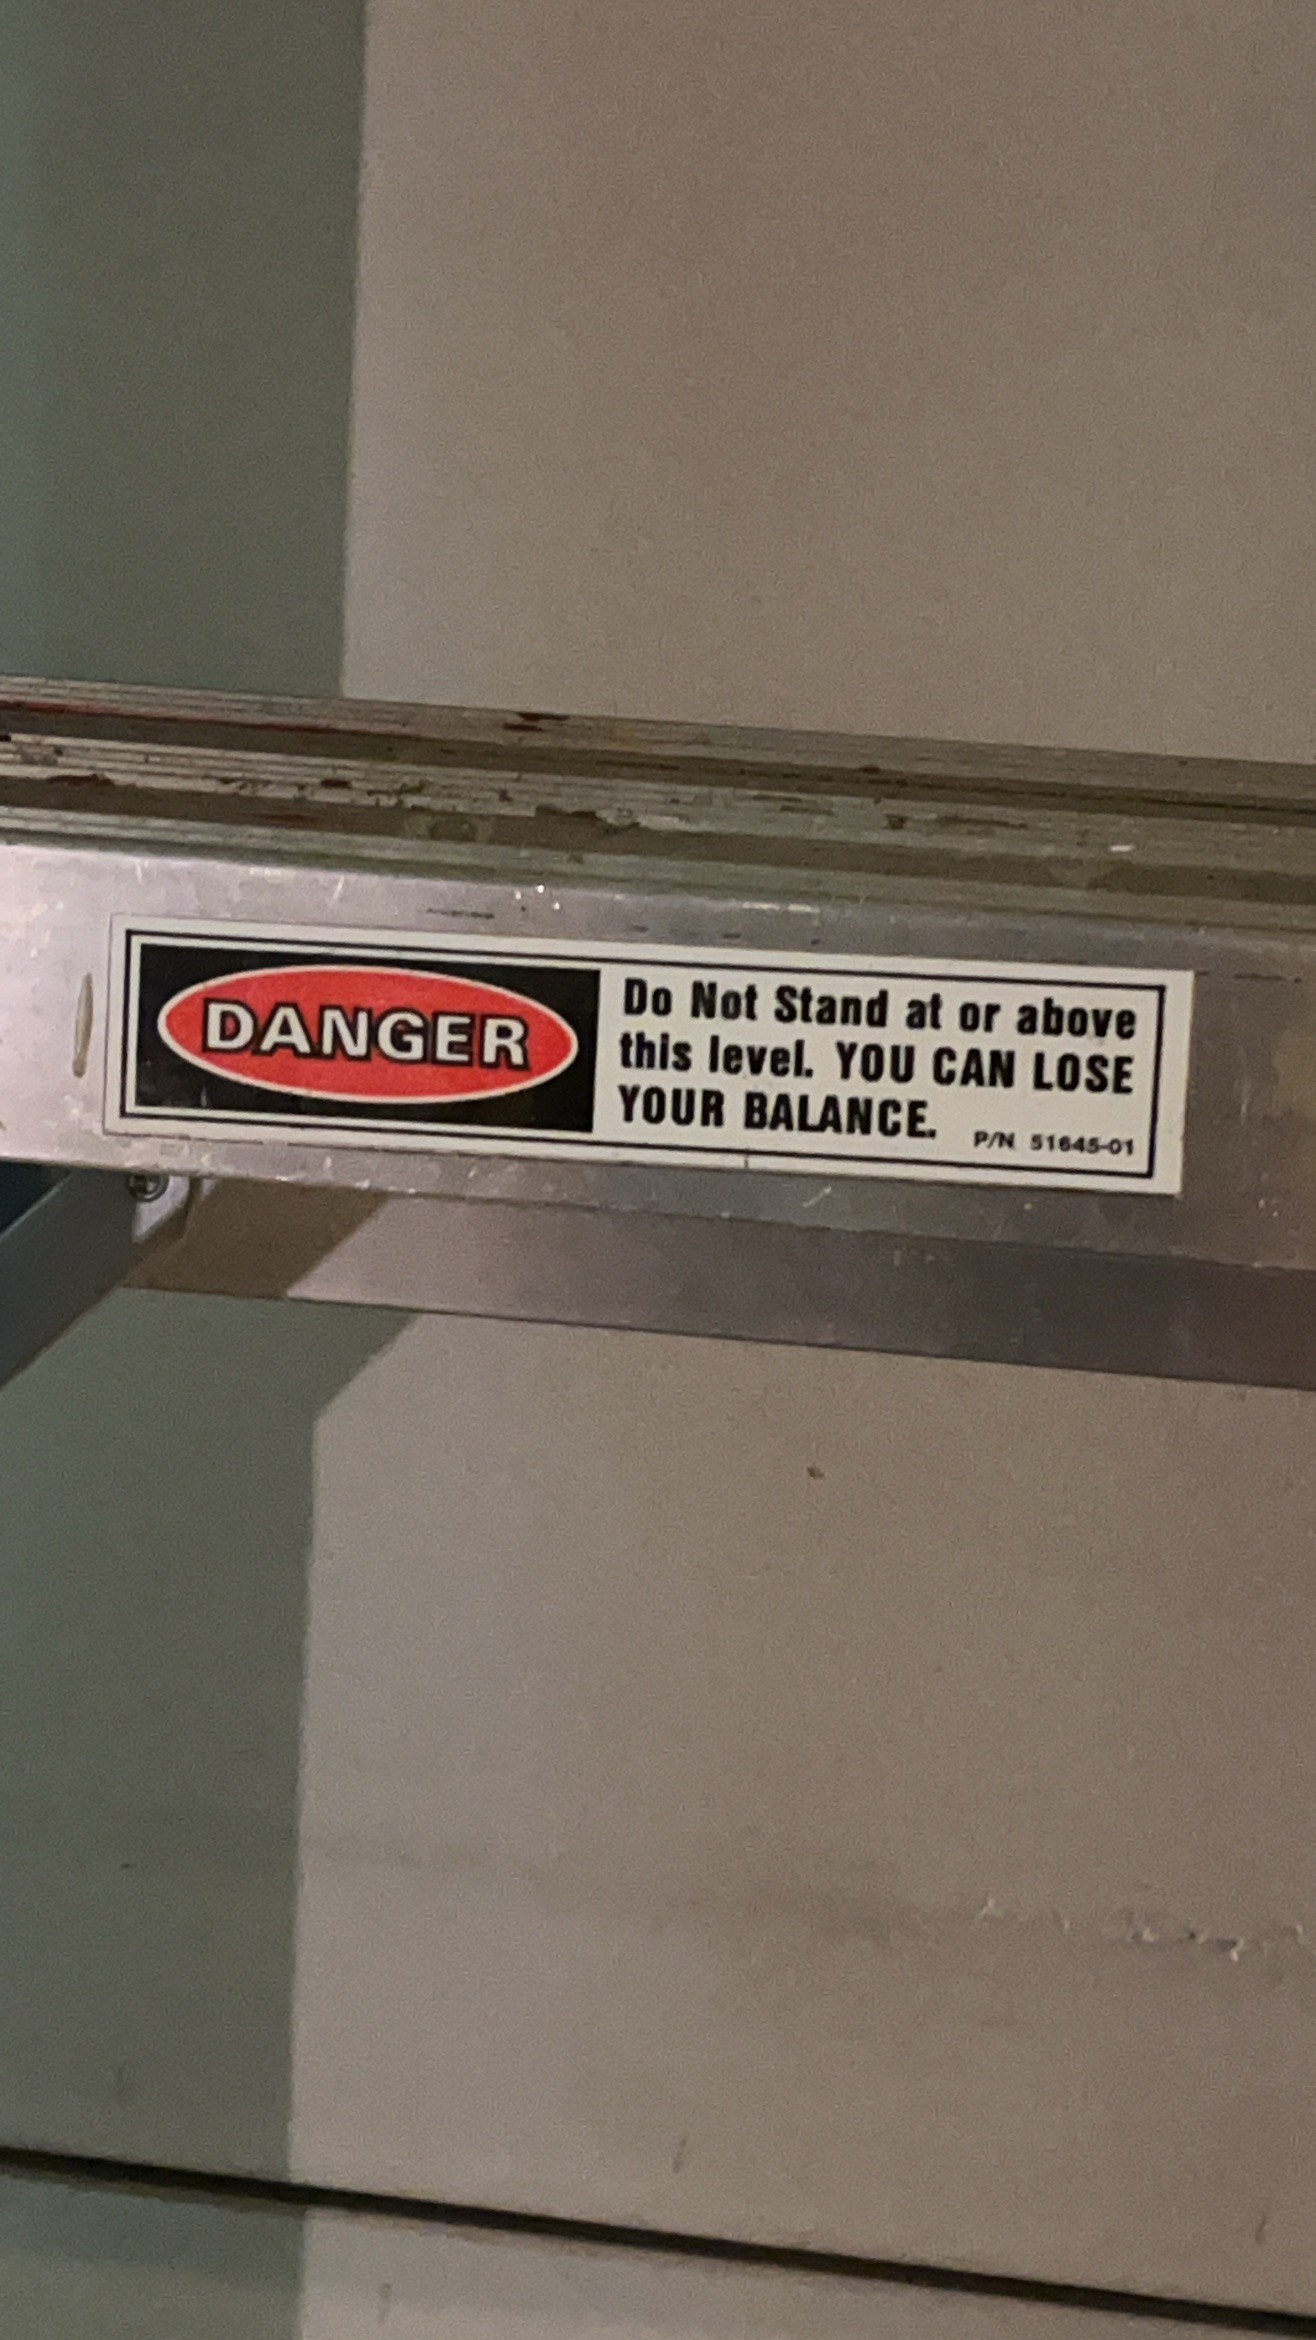 DANGER
Do Not Stand at or above
this level. YOU CAN LOSE
YOUR BALANCE.
P/N 51645-01